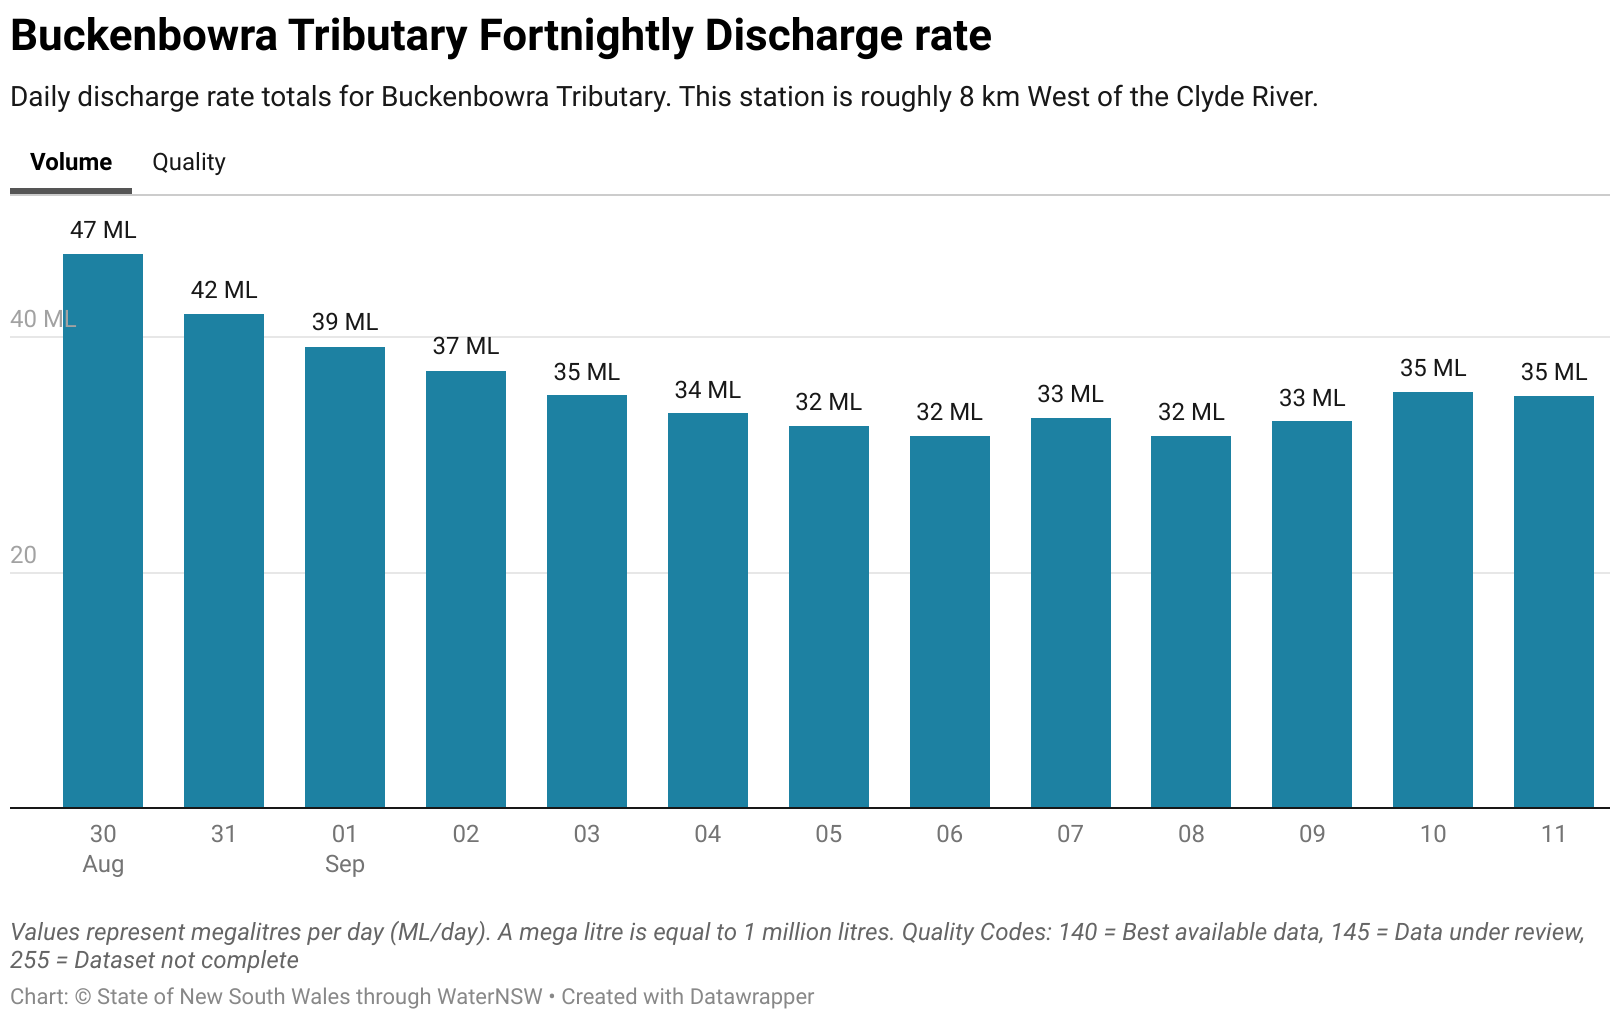 Buckenbowra Tributary Fortnightly Discharge rate
Daily discharge rate totals for Buckenbowra Tributary. This station is roughly 8 km West of the Clyde River.
Volume Quality
47 ML
42 ML
40 ML
39 ML
37 ML
35 ML
34 ML
32 ML
32 ML
33 ML
32 ML
33 ML
35 ML
35 ML
20
30 31 01 02 03 04 05 06 07 08 09 10 11
Aug Sep
Values represent megalitres per day (ML/day). A mega litre is equal to 1 million litres. Quality Codes: 140 = Best available data, 145 = Data under review,
255 = Dataset not complete
Chart: © State of New South Wales through WaterNSW • Created with Datawrapper